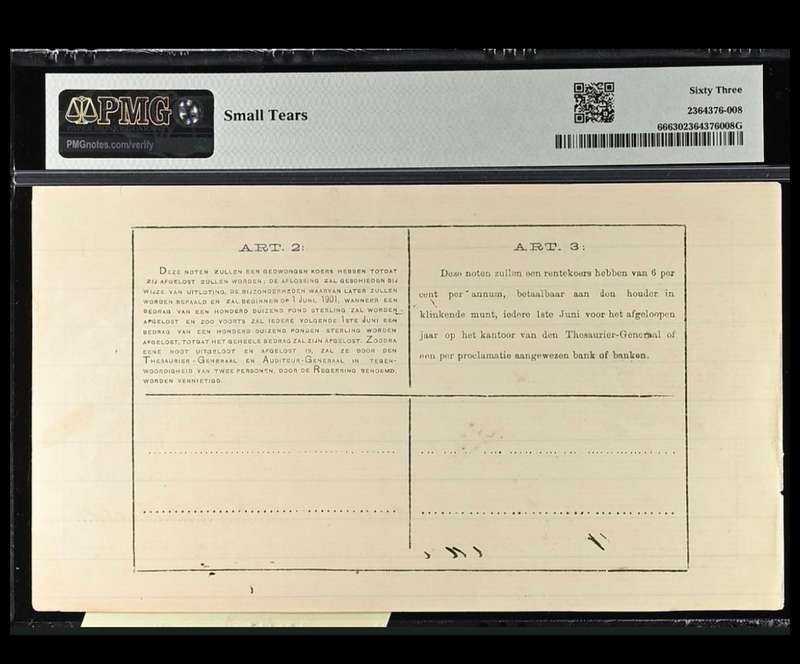 PMG
PAPER MONEY GUARANTY
PMGnotes.com/verify
Small Tears
Sixty Three
2364376-008
666302364376008G
ART. 2:
DEZE NOTEN ZULLEN EEN GEDWONGEN KOERS HEBBEN TOTDAT
ZIJ AFGELOST ZULLEN WORDEN; DE AFLOSSING ZAL GESCHIEDEN BIJ
WIJZE VAN UITLOTING, DE BIJZONDERHEDEN WAARVAN LATER ZULLEN
WORDEN BEPAALD EN ZAL BEGINNEN OP 1 JUNI, 1901, WANNEER EEN
BEDRAG VAN EEN HONDERD DUIZEND POND STERLING ZAL WORDEN
AFGELOST EN ZOO VOORTS ZAL IEDERE VOLGENDE 1STE JUNI EEN
BEDRAG VAN EEN HONDERD DUIZEND PONDEN STERLING WORDEN
AFGELOST, TOTDAT HET GEHEELE BEDRAG ZAL ZIJN AFGELOST. ZOODRA
EENE NOOT UITGELOOT EN AFGELOST IS, ZAL ZE DOOR DEN
THESAURIER-GENERAAL EN AUDITEUR-GENERAAL IN TEGEN-
WOORDIGHEID VAN TWEE PERSONEN, DOOR DE REGEERING BENOEMD,
WORDEN VERNIETIGD.
ART. 3:
Deze noten zullen een rentekoers hebben van 6 per
cent per annum, betaalbaar aan den houder in
klinkende munt, iedere 1ste Juni voor het afgeloopen
jaar op het kantoor van den Thesaurier-Generaal of
een per proclamatie aangewezen bank of banken.